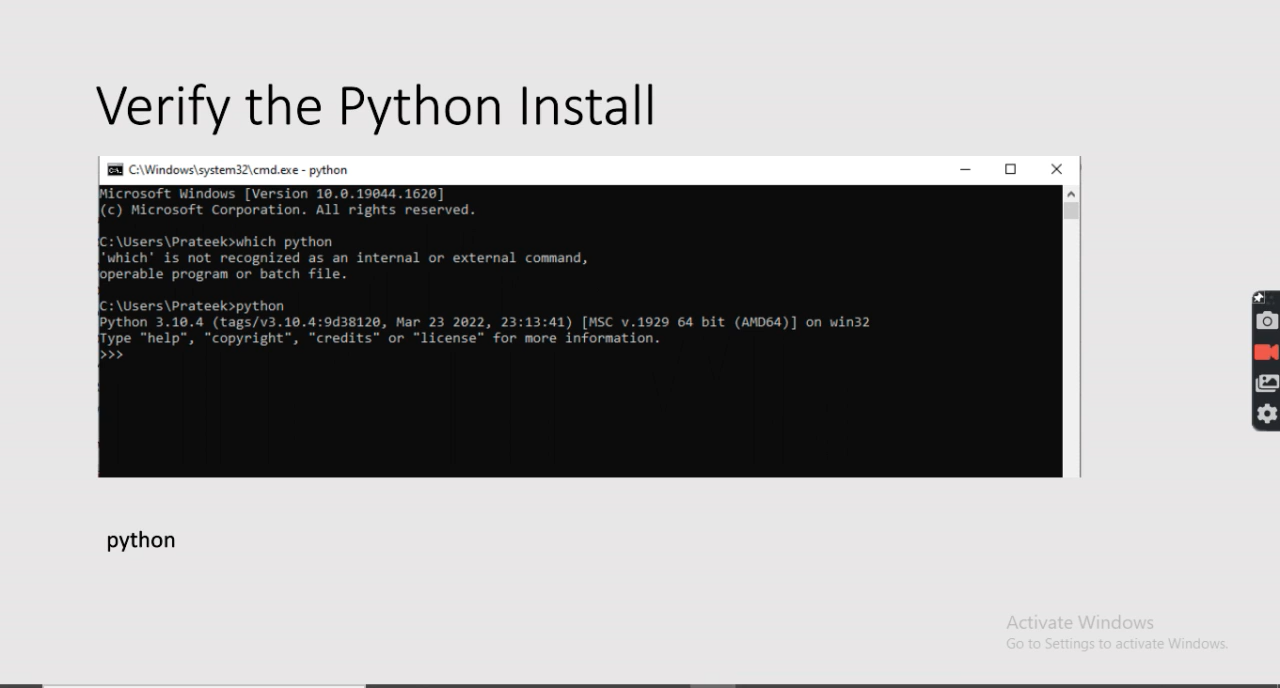 Verify the Python Install
C:\Windows\system32\cmd.exe - python
Microsoft Windows [Version 10.0.19044.1620]
(c) Microsoft Corporation. All rights reserved.
C:\Users\Prateek>which python
'which' is not recognized as an internal or external command,
operable program or batch file.
C:\Users\Prateek>python
Python 3.10.4 (tags/v3.10.4:9d38120, Mar 23 2022, 23:13:41) [MSC v.1929 64 bit (AMD64)] on win32
Type "help", "copyright", "credits" or "license" for more information.
>>>
python
Activate Windows
Go to Settings to activate Windows.